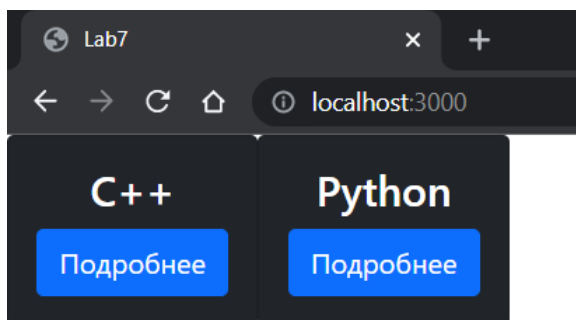 Lab7
localhost:3000
C++ Python
Подробнее Подробнее